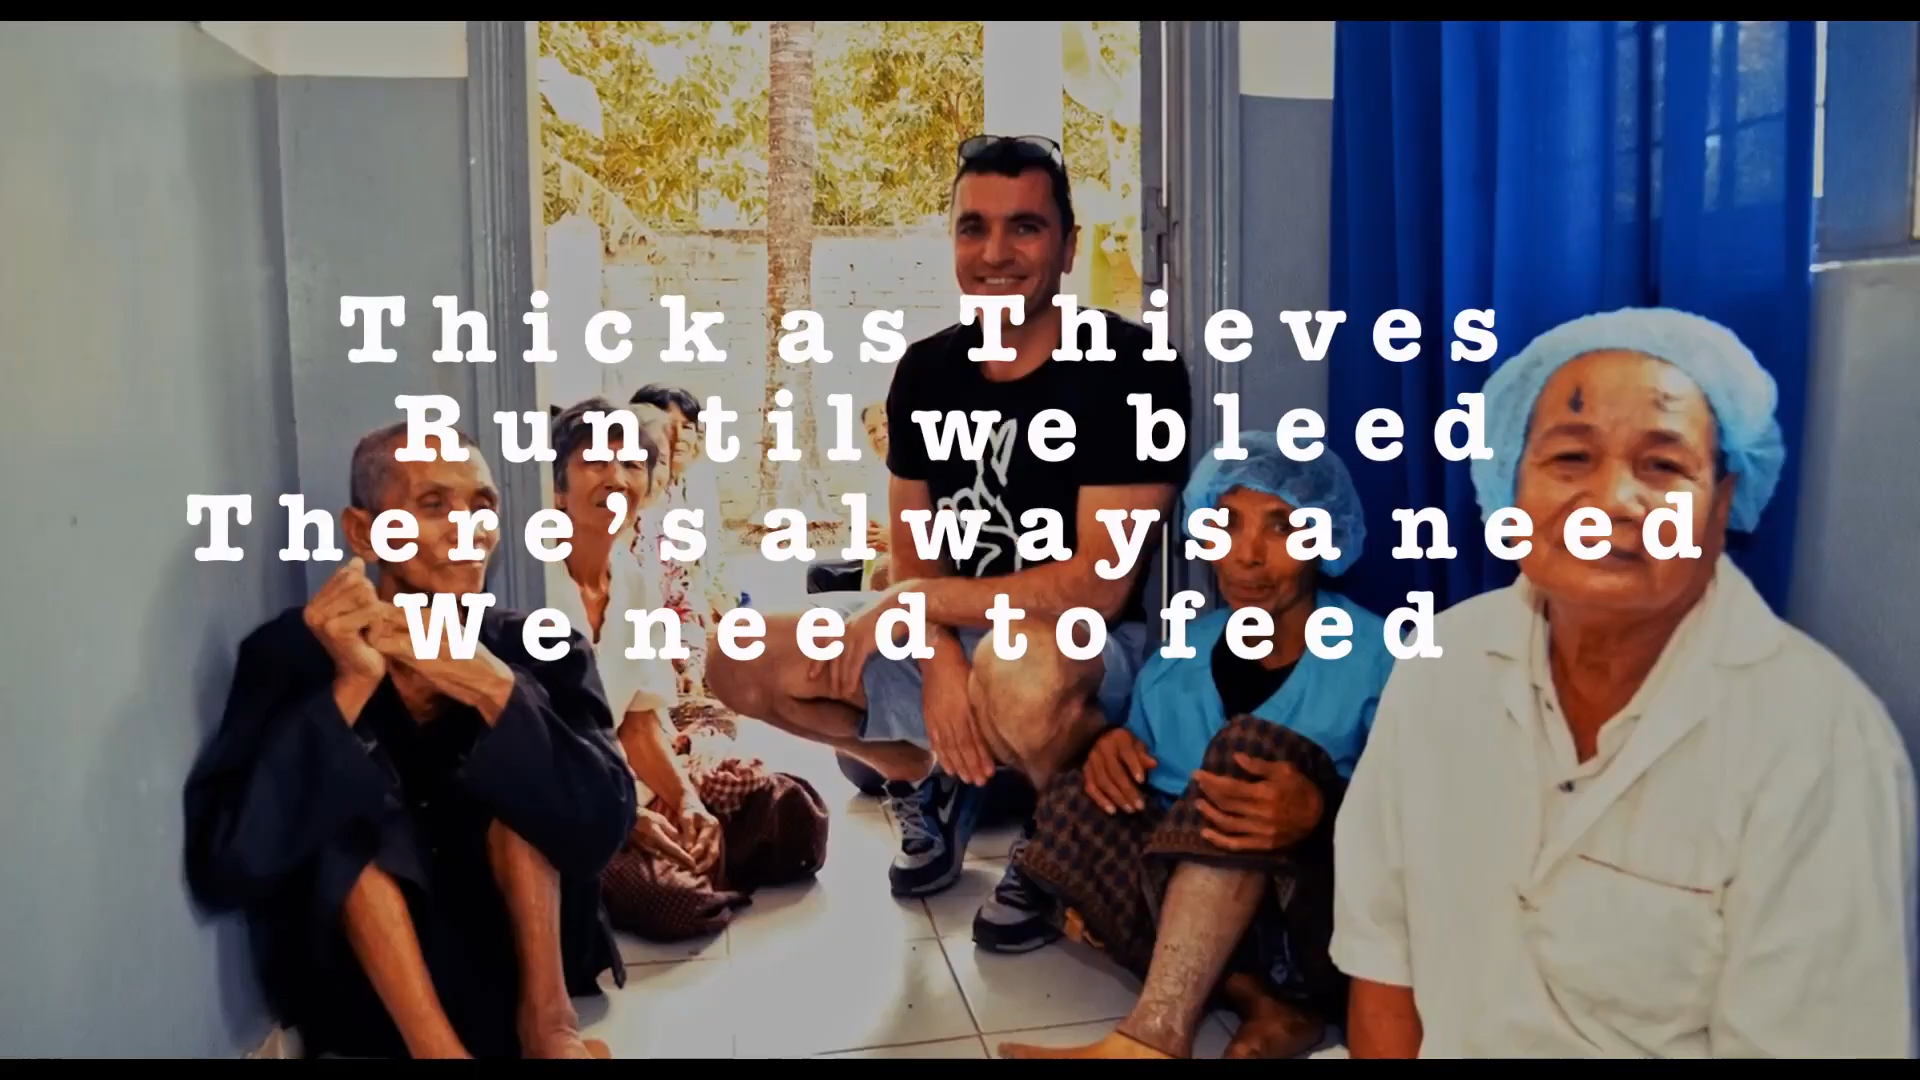 Thick as Thieves
Run til we bleed
There's always a need
We need to feed